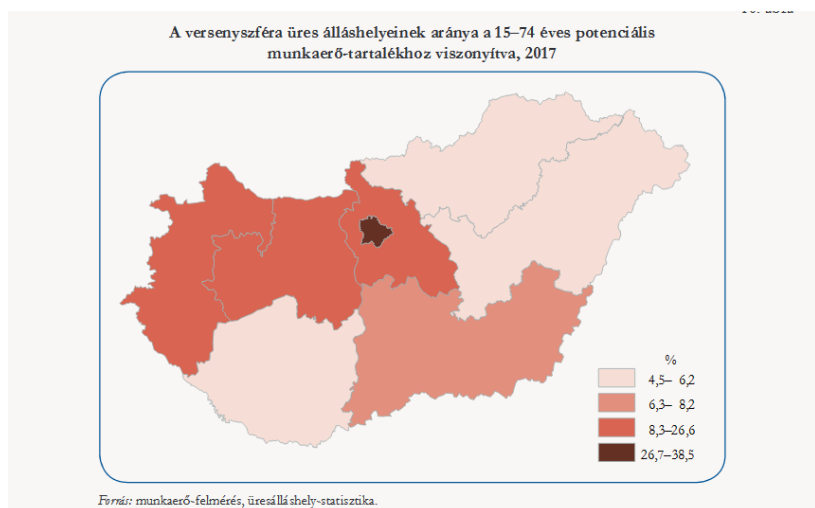 A versenyszféra üres álláshelyeinek aránya a 15–74 éves potenciális
munkaerő-tartalékhoz viszonyítva, 2017
%
4,5– 6,2
6,3– 8,2
8,3–26,6
26,7–38,5
Forrás: munkaerő-felmérés, üresálláshely-statisztika.